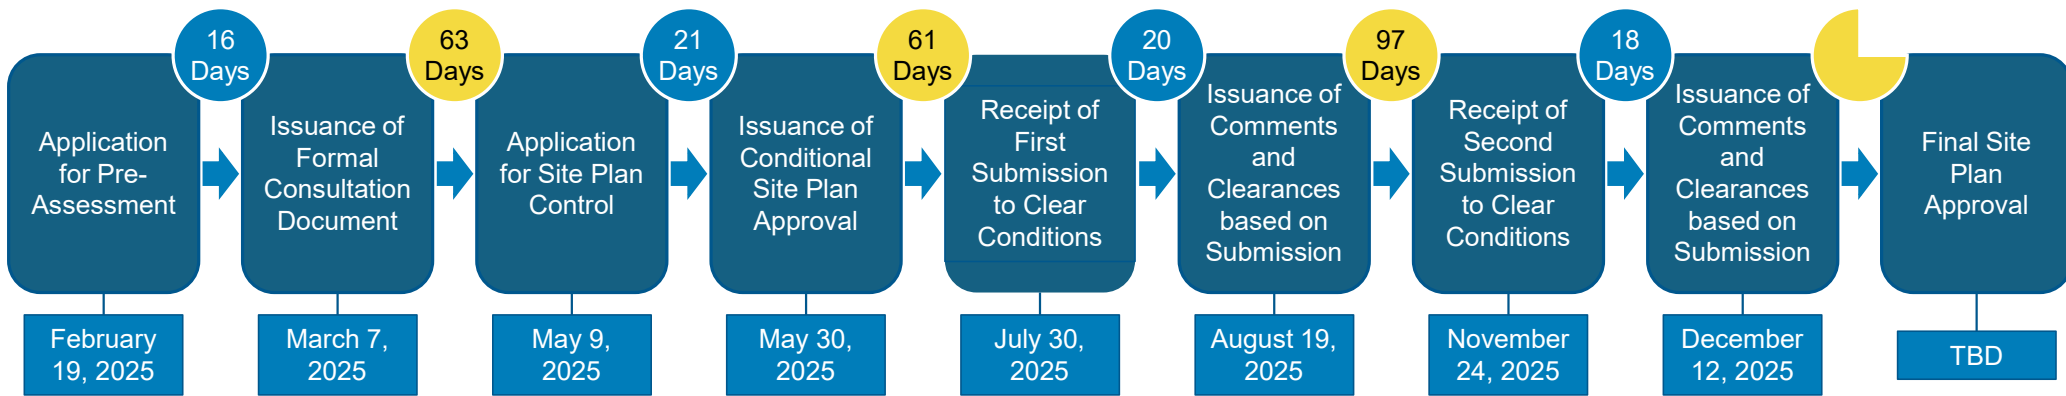 16
Days
63
Days
21
Days
61
Days
20
Days
97
Days
18
Days
Application
for Pre-
Assessment
Issuance of
Formal
Consultation
Document
Application
for Site Plan
Control
Issuance of
Conditional
Site Plan
Approval
Receipt of
First
Submission
to Clear
Conditions
Issuance of
Comments
and
Clearances
based on
Submission
Receipt of
Second
Submission
to Clear
Conditions
Issuance of
Comments
and
Clearances
based on
Submission
Final Site
Plan
Approval
February
19, 2025
March 7,
2025
May 9,
2025
May 30,
2025
July 30,
2025
August 19,
2025
November
24, 2025
December
12, 2025
TBD